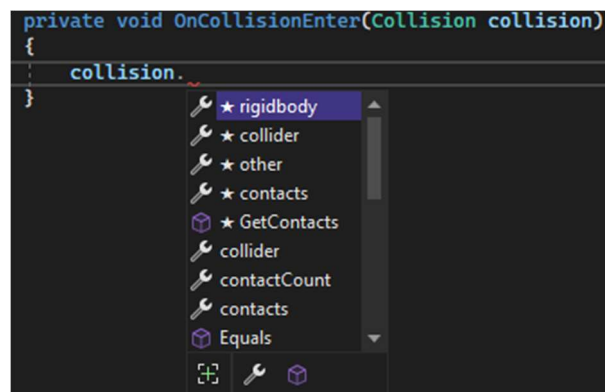 private void OnCollisionEnter(Collision collision)
{
collision.
}
★ rigidbody
★ collider
★ other
★ contacts
★ GetContacts
collider
contactCount
contacts
Equals